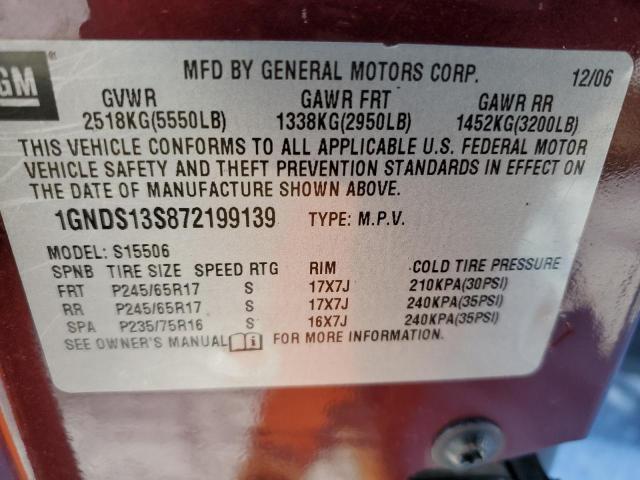 GM
MFD BY GENERAL MOTORS CORP. 12/06
GVWR GAWR FRT GAWR RR
2518KG(5550LB) 1338KG(2950LB) 1452KG(3200LB)
THIS VEHICLE CONFORMS TO ALL APPLICABLE U.S. FEDERAL MOTOR
VEHICLE SAFETY AND THEFT PREVENTION STANDARDS IN EFFECT ON
THE DATE OF MANUFACTURE SHOWN ABOVE.
1GNDS13S872199139 TYPE: M.P.V.
MODEL: S15506
SPNB TIRE SIZE SPEED RTG RIM COLD TIRE PRESSURE
FRT P245/65R17 S 17X7J 210KPA(30PSI)
RR P245/65R17 S 17X7J 240KPA(35PSI)
SPA P235/75R16 S 16X7J 240KPA(35PSI)
SEE OWNER'S MANUAL i FOR MORE INFORMATION.